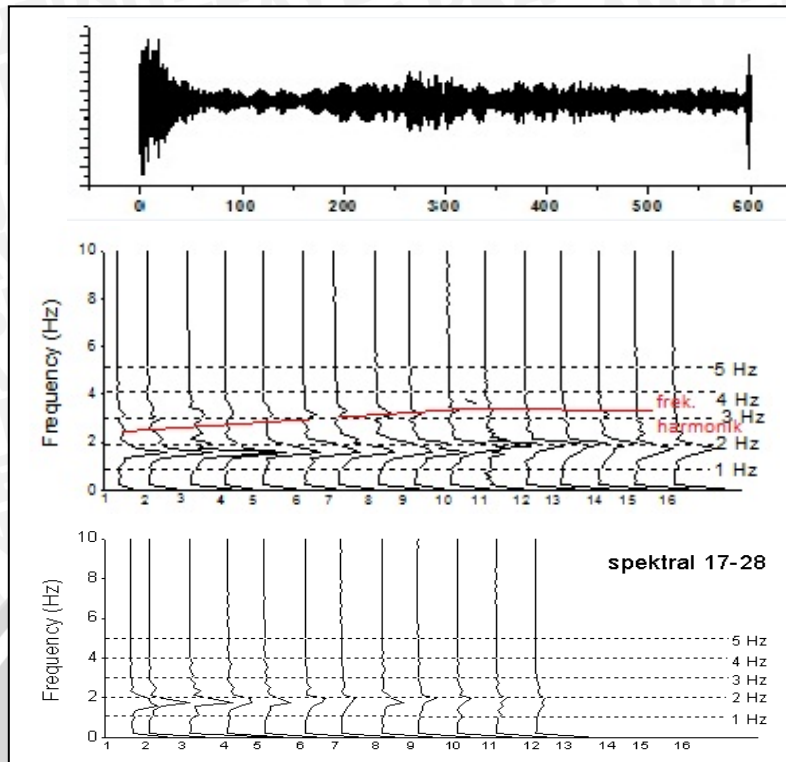 0 100 200 300 400 500 600
Frequency (Hz)
10
8
6
4
2
0
5 Hz
4 Hz
frek.
3 Hz
harmonik
2 Hz
1 Hz
1 2 3 4 5 6 7 8 9 10 11 12 13 14 15 16
spektral 17-28
Frequency (Hz)
10
8
6
4
2
0
5 Hz
4 Hz
3 Hz
2 Hz
1 Hz
1 2 3 4 5 6 7 8 9 10 11 12 13 14 15 16